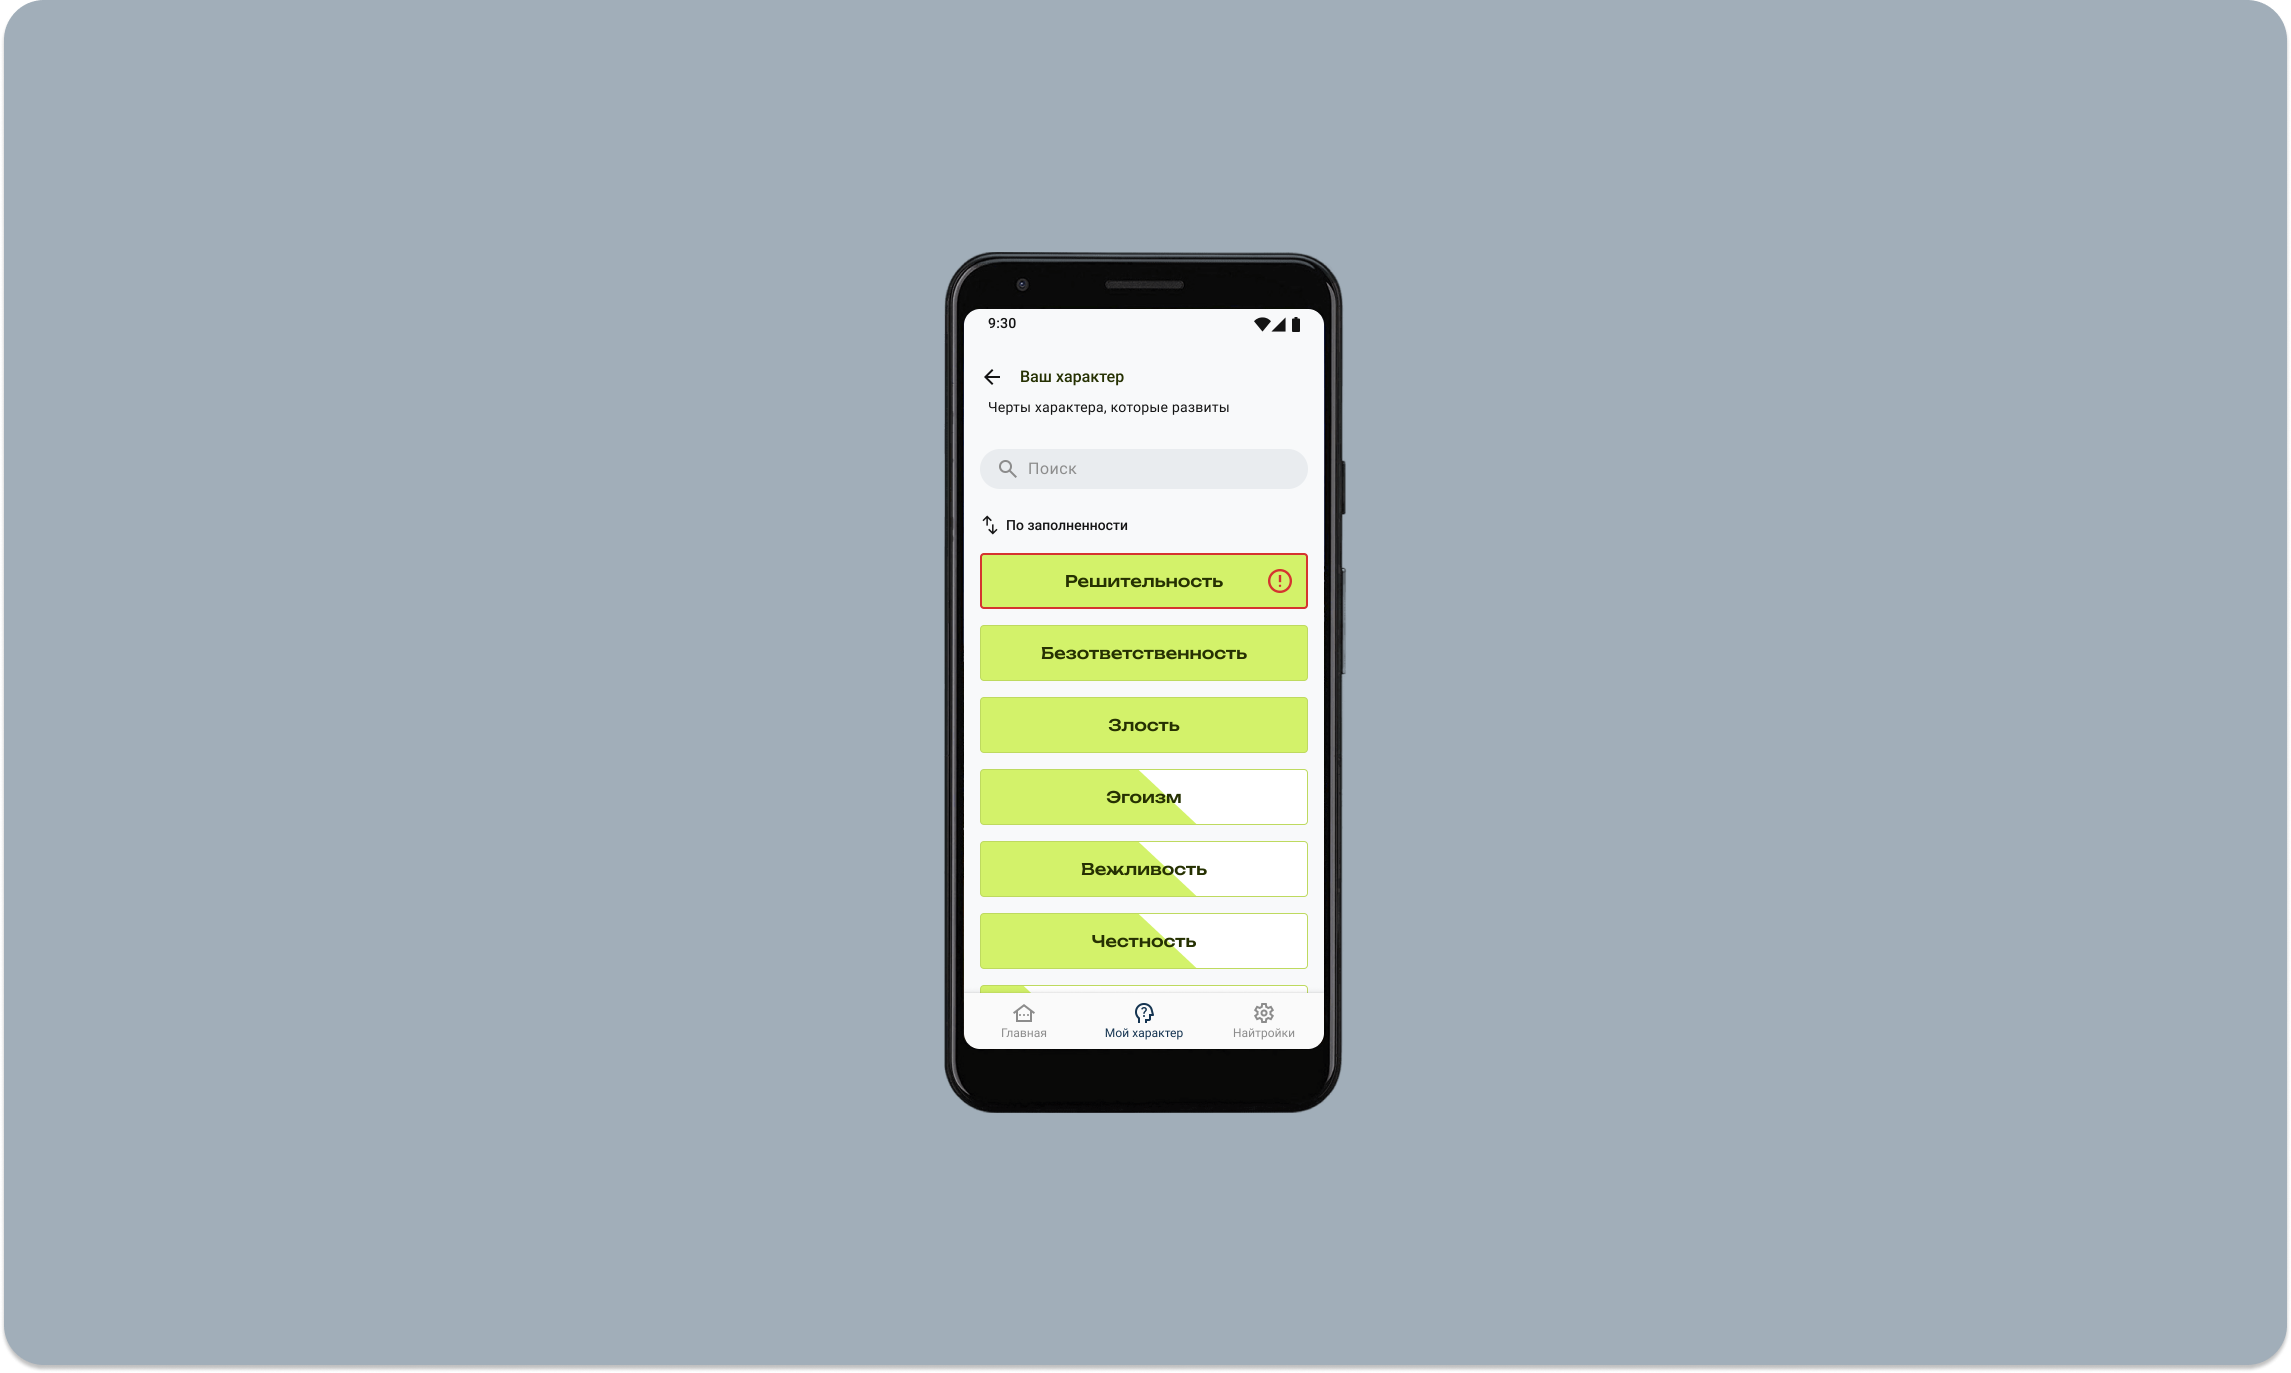 9:30
Ваш характер
Черты характера, которые развиты
Поиск
По заполненности
Решительность
Безответственность
Злость
Эгоизм
Вежливость
Честность
Главная
Мой характер
Найтройки